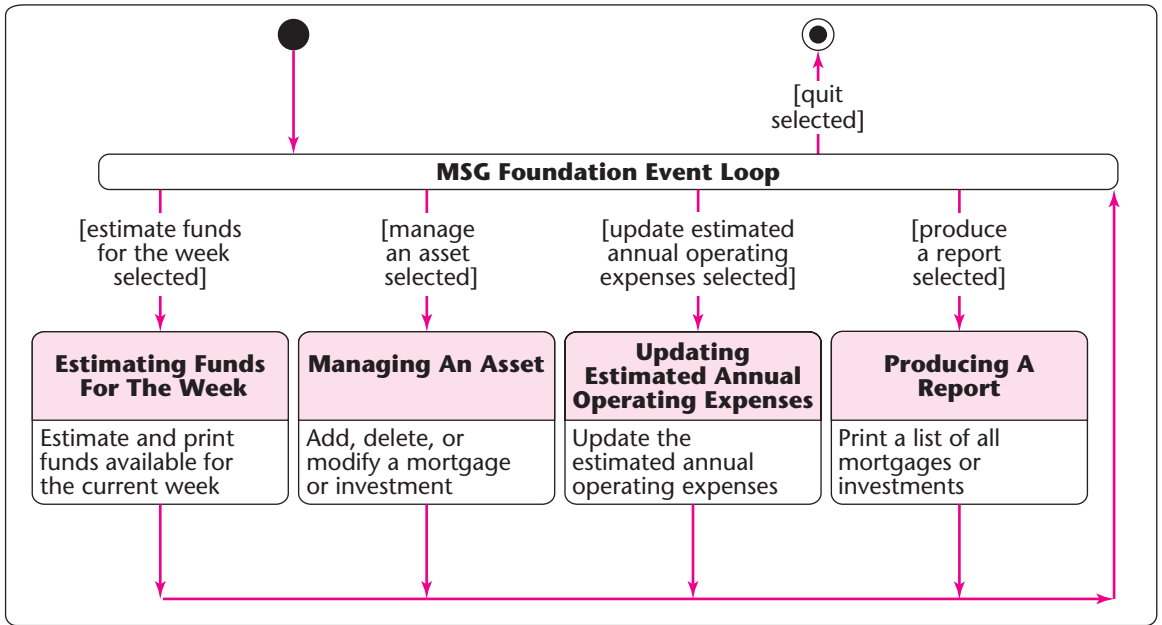 [quit
selected]
MSG Foundation Event Loop
[estimate funds
for the week
selected]
[manage
an asset
selected]
[update estimated
annual operating
expenses selected]
[produce
a report
selected]
Estimating Funds
For The Week
Estimate and print
funds available for
the current week
Managing An Asset
Add, delete, or
modify a mortgage
or investment
Updating
Estimated Annual
Operating Expenses
Update the
estimated annual
operating expenses
Producing A
Report
Print a list of all
mortgages or
investments